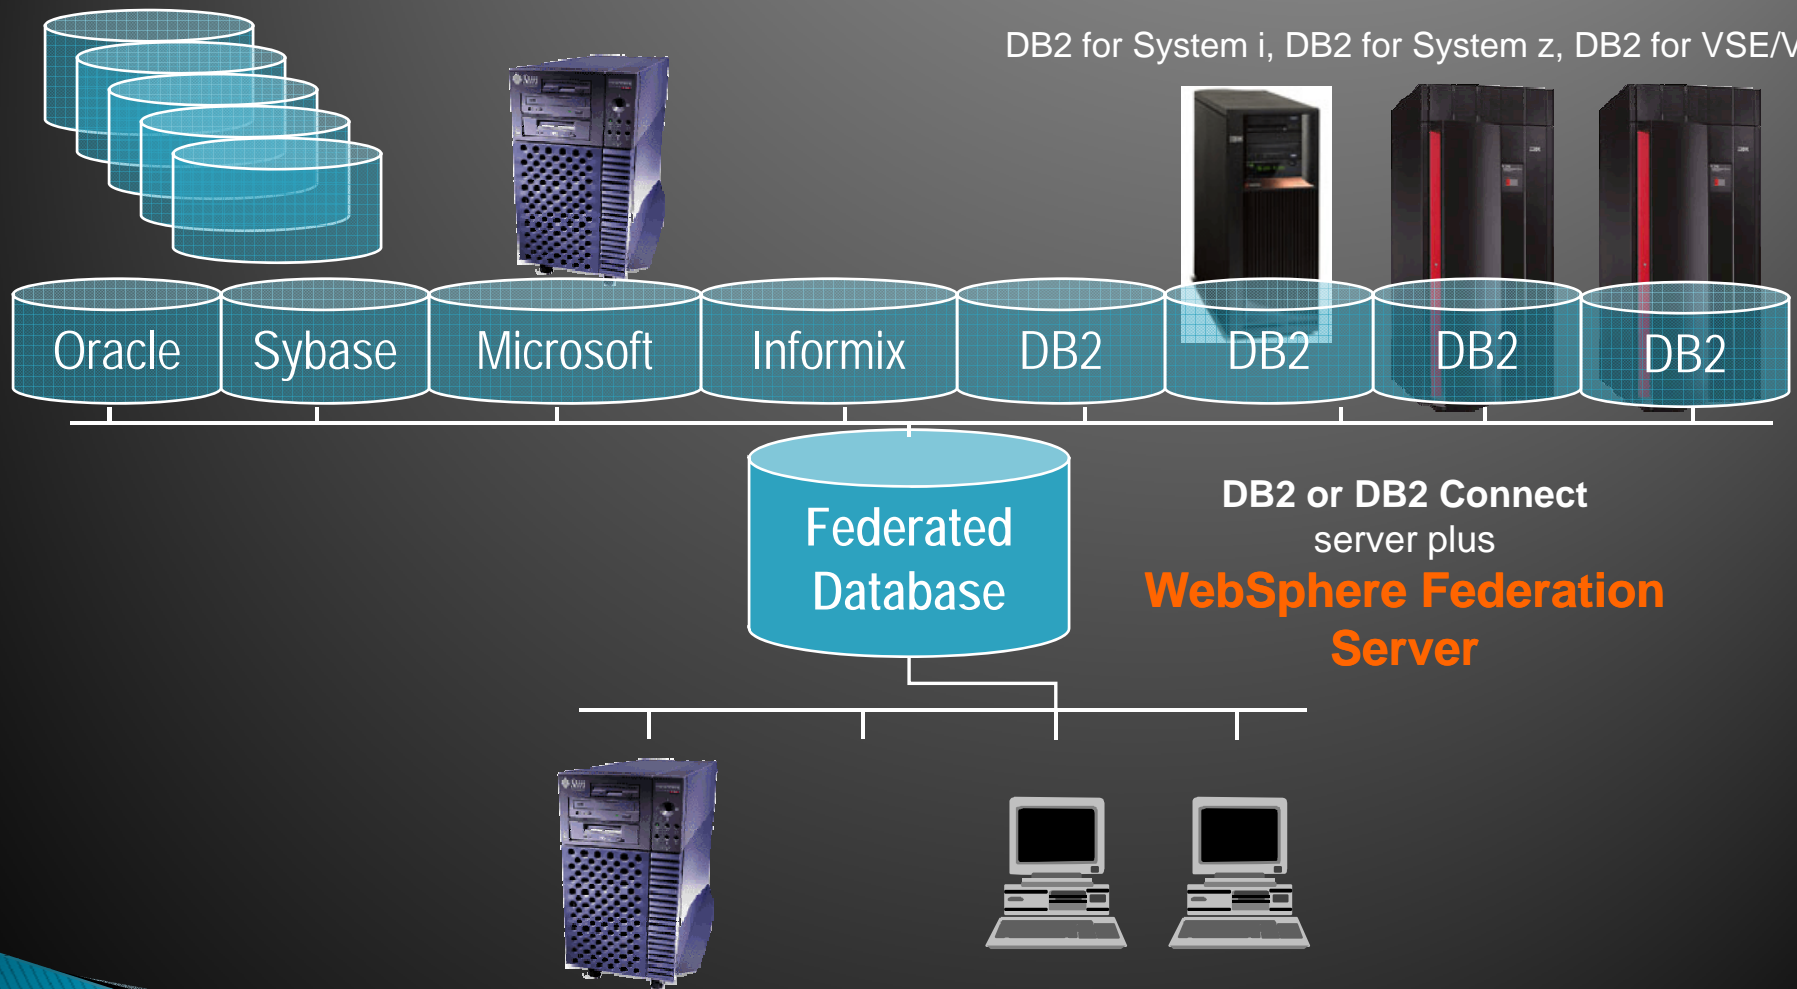 DB2 for System i, DB2 for System z, DB2 for VSE/V
Oracle
Sybase
Microsoft
Informix
DB2
DB2
DB2
DB2
Federated
Database
DB2 or DB2 Connect
server plus
WebSphere Federation
Server